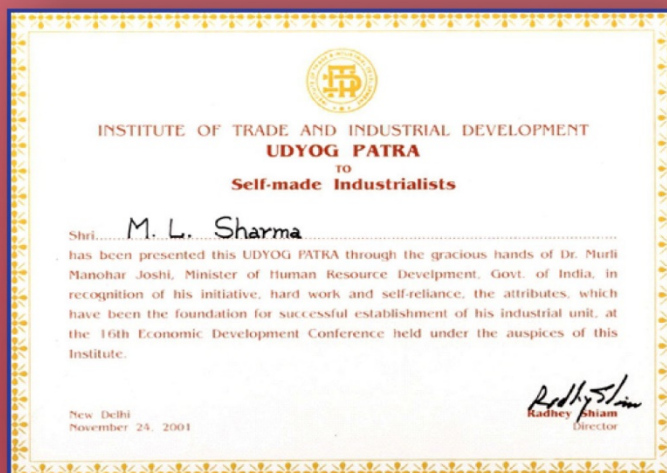 INSTITUTE OF TRADE AND INDUSTRIAL DEVELOPMENT
UDYOG PATRA
TO
Self-made Industrialists
Shri M. L. Sharma
has been presented this UDYOG PATRA through the gracious hands of Dr. Murli
Manohar Joshi, Minister of Human Resource Develpment, Govt. of India, in
recognition of his initiative, hard work and self-reliance, the attributes, which
have been the foundation for successful establishment of his industrial unit, at
the 16th Economic Development Conference held under the auspices of this
Institute.
Radhey Shiam
New Delhi
Radhey Shiam
November 24, 2001
Director